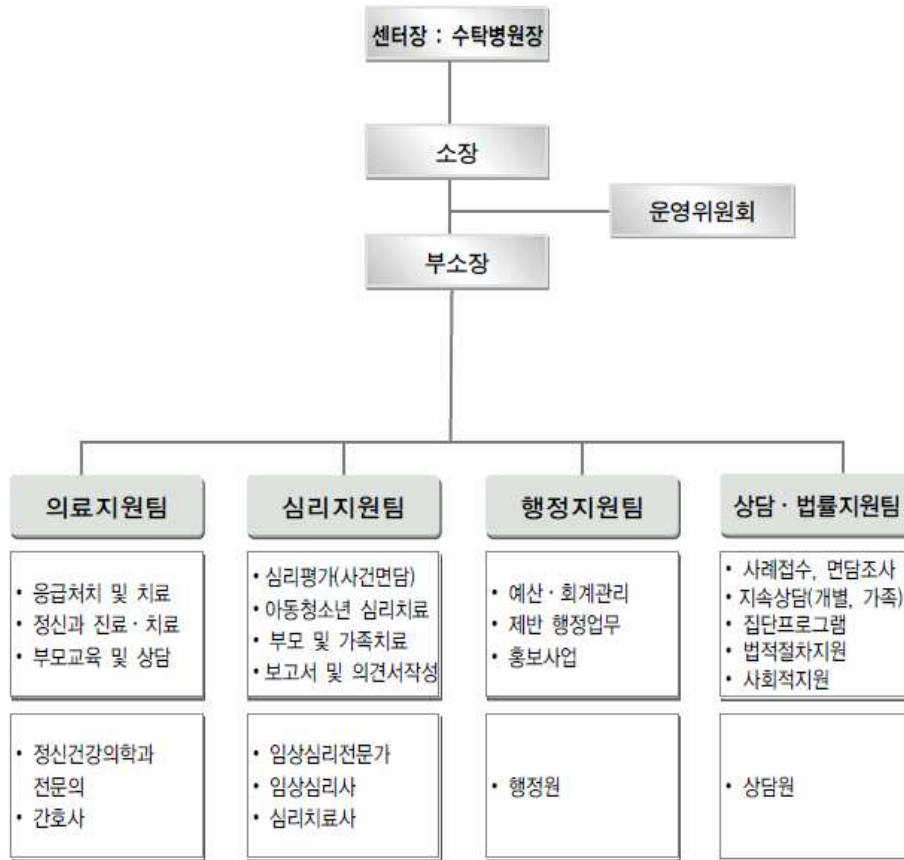 센터장 : 수탁병원장
소장
운영위원회
부소장
의료지원팀
• 응급처치 및 치료
• 정신과 진료 · 치료
• 부모교육 및 상담
• 정신건강의학과
전문의
• 간호사
심리지원팀
• 심리평가(사건면담)
• 아동청소년 심리치료
• 부모 및 가족치료
• 보고서 및 의견서작성
• 임상심리전문가
• 임상심리사
• 심리치료사
행정지원팀
• 예산 · 회계관리
• 제반 행정업무
• 홍보사업
• 행정원
상담 · 법률지원팀
• 사례접수, 면담조사
• 지속상담(개별, 가족)
• 집단프로그램
• 법적절차지원
• 사회적지원
• 상담원